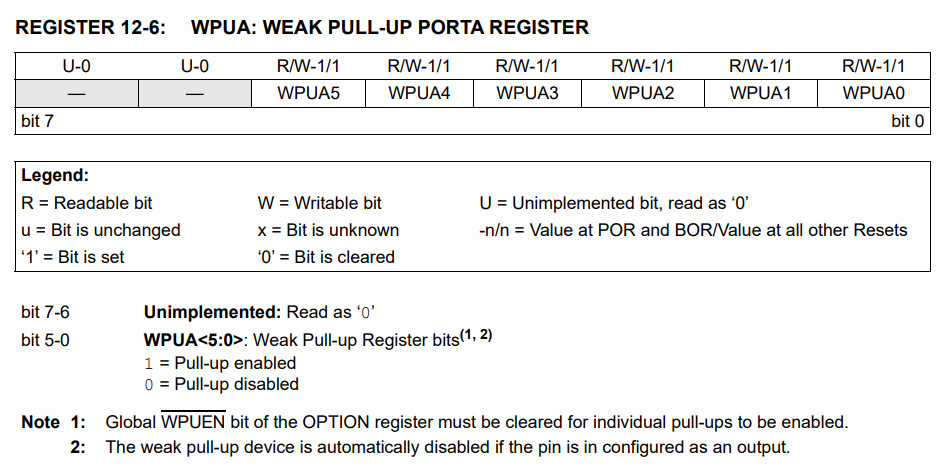 REGISTER 12-6: WPUA: WEAK PULL-UP PORTA REGISTER
U-0 U-0 R/W-1/1 R/W-1/1 R/W-1/1 R/W-1/1 R/W-1/1 R/W-1/1
— — WPUA5 WPUA4 WPUA3 WPUA2 WPUA1 WPUA0
bit 7 bit 0
Legend:
R = Readable bit W = Writable bit U = Unimplemented bit, read as ‘0’
u = Bit is unchanged x = Bit is unknown -n/n = Value at POR and BOR/Value at all other Resets
‘1’ = Bit is set ‘0’ = Bit is cleared
bit 7-6 Unimplemented: Read as ‘0’
bit 5-0 WPUA<5:0>: Weak Pull-up Register bits(1, 2)
1 = Pull-up enabled
0 = Pull-up disabled
Note 1: Global WPUEN bit of the OPTION register must be cleared for individual pull-ups to be enabled.
2: The weak pull-up device is automatically disabled if the pin is in configured as an output.